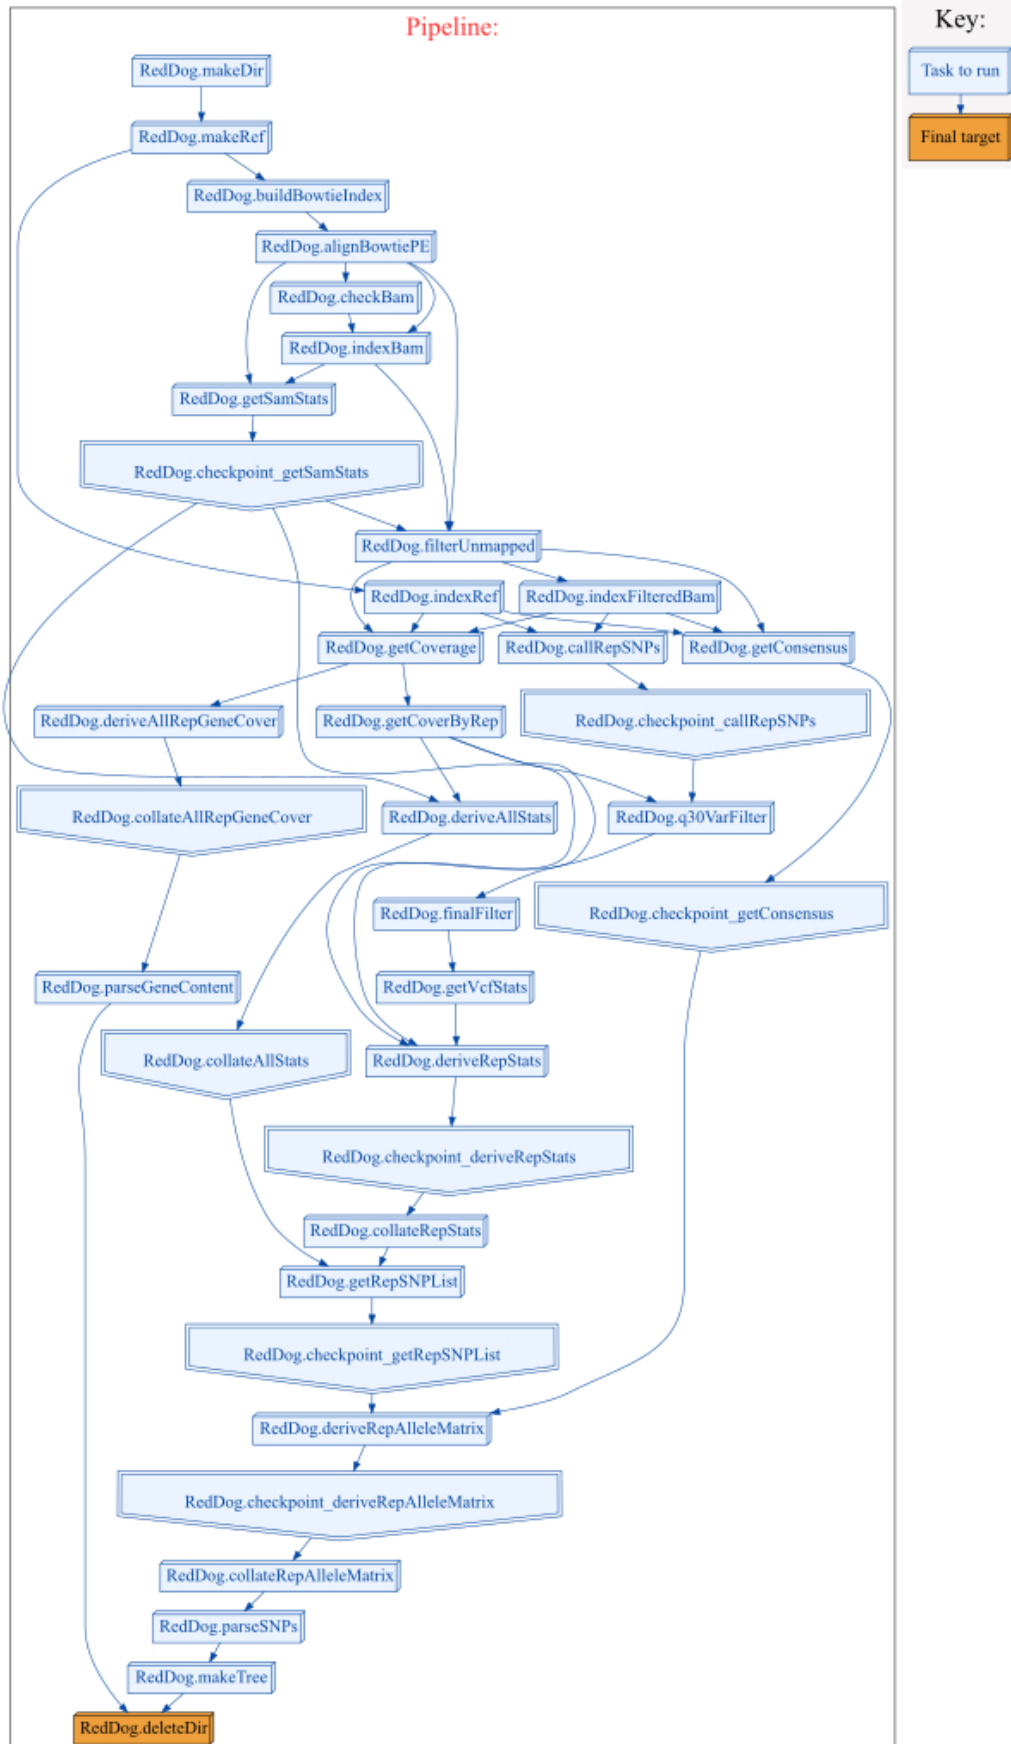 Pipeline:
Key:
Task to run
Final target
RedDog.makeDir
RedDog.makeRef
RedDog.buildBowtieIndex
RedDog.alignBowtiePE
RedDog.checkBam
RedDog.indexBam
RedDog.getSamStats
RedDog.checkpoint_getSamStats
RedDog.filterUnmapped
RedDog.indexRef
RedDog.indexFilteredBam
RedDog.getCoverage
RedDog.callRepSNPs
RedDog.getConsensus
RedDog.deriveAllRepGeneCover
RedDog.getCoverByRep
RedDog.checkpoint_callRepSNPs
RedDog.collateAllRepGeneCover
RedDog.deriveAllStats
RedDog.q30VarFilter
RedDog.finalFilter
RedDog.checkpoint_getConsensus
RedDog.parseGeneContent
RedDog.getVcfStats
RedDog.collateAllStats
RedDog.deriveRepStats
RedDog.checkpoint_deriveRepStats
RedDog.collateRepStats
RedDog.getRepSNPList
RedDog.checkpoint_getRepSNPList
RedDog.deriveRepAlleleMatrix
RedDog.checkpoint_deriveRepAlleleMatrix
RedDog.collateRepAlleleMatrix
RedDog.parseSNPs
RedDog.makeTree
RedDog.deleteDir